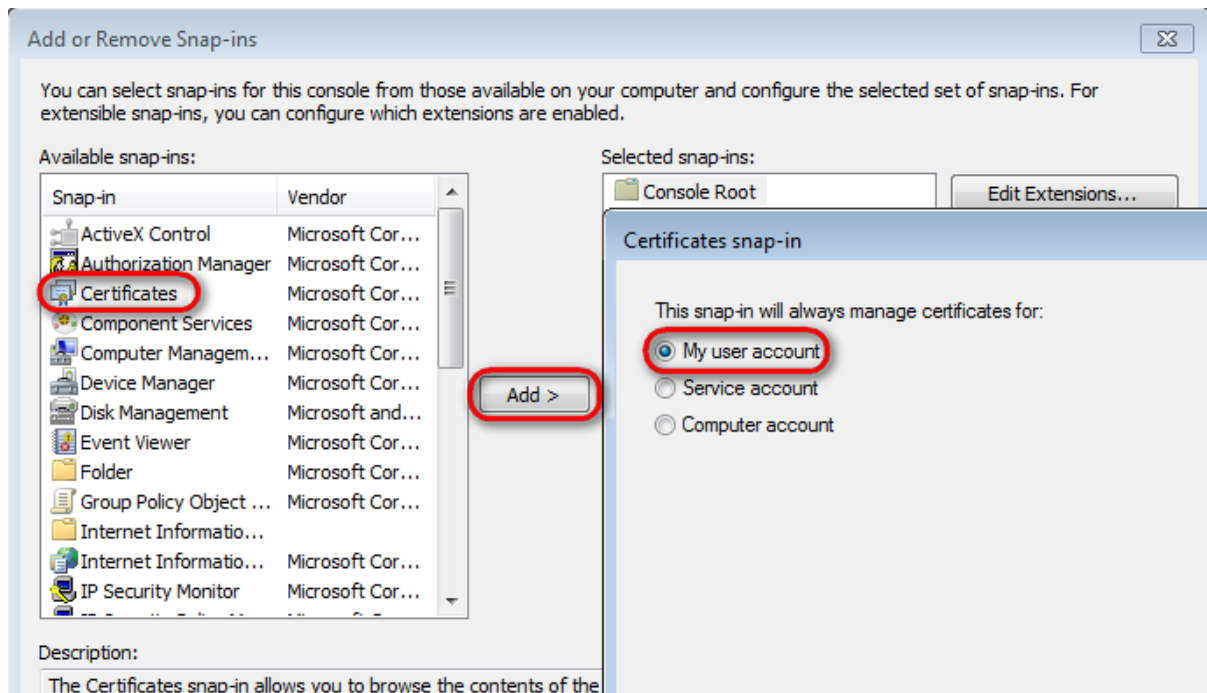 Add or Remove Snap-ins
You can select snap-ins for this console from those available on your computer and configure the selected set of snap-ins. For
extensible snap-ins, you can configure which extensions are enabled.
Available snap-ins:
Selected snap-ins:
Snap-in Vendor
ActiveX Control Microsoft Cor...
Authorization Manager Microsoft Cor...
Certificates Microsoft Cor...
Component Services Microsoft Cor...
Computer Managem... Microsoft Cor...
Device Manager Microsoft Cor...
Disk Management Microsoft and...
Event Viewer Microsoft Cor...
Folder Microsoft Cor...
Group Policy Object ... Microsoft Cor...
Internet Informatio...
Internet Informatio... Microsoft Cor...
IP Security Monitor Microsoft Cor...
Add >
Console Root
Edit Extensions...
Certificates snap-in
This snap-in will always manage certificates for:
My user account
Service account
Computer account
Description:
The Certificates snap-in allows you to browse the contents of the